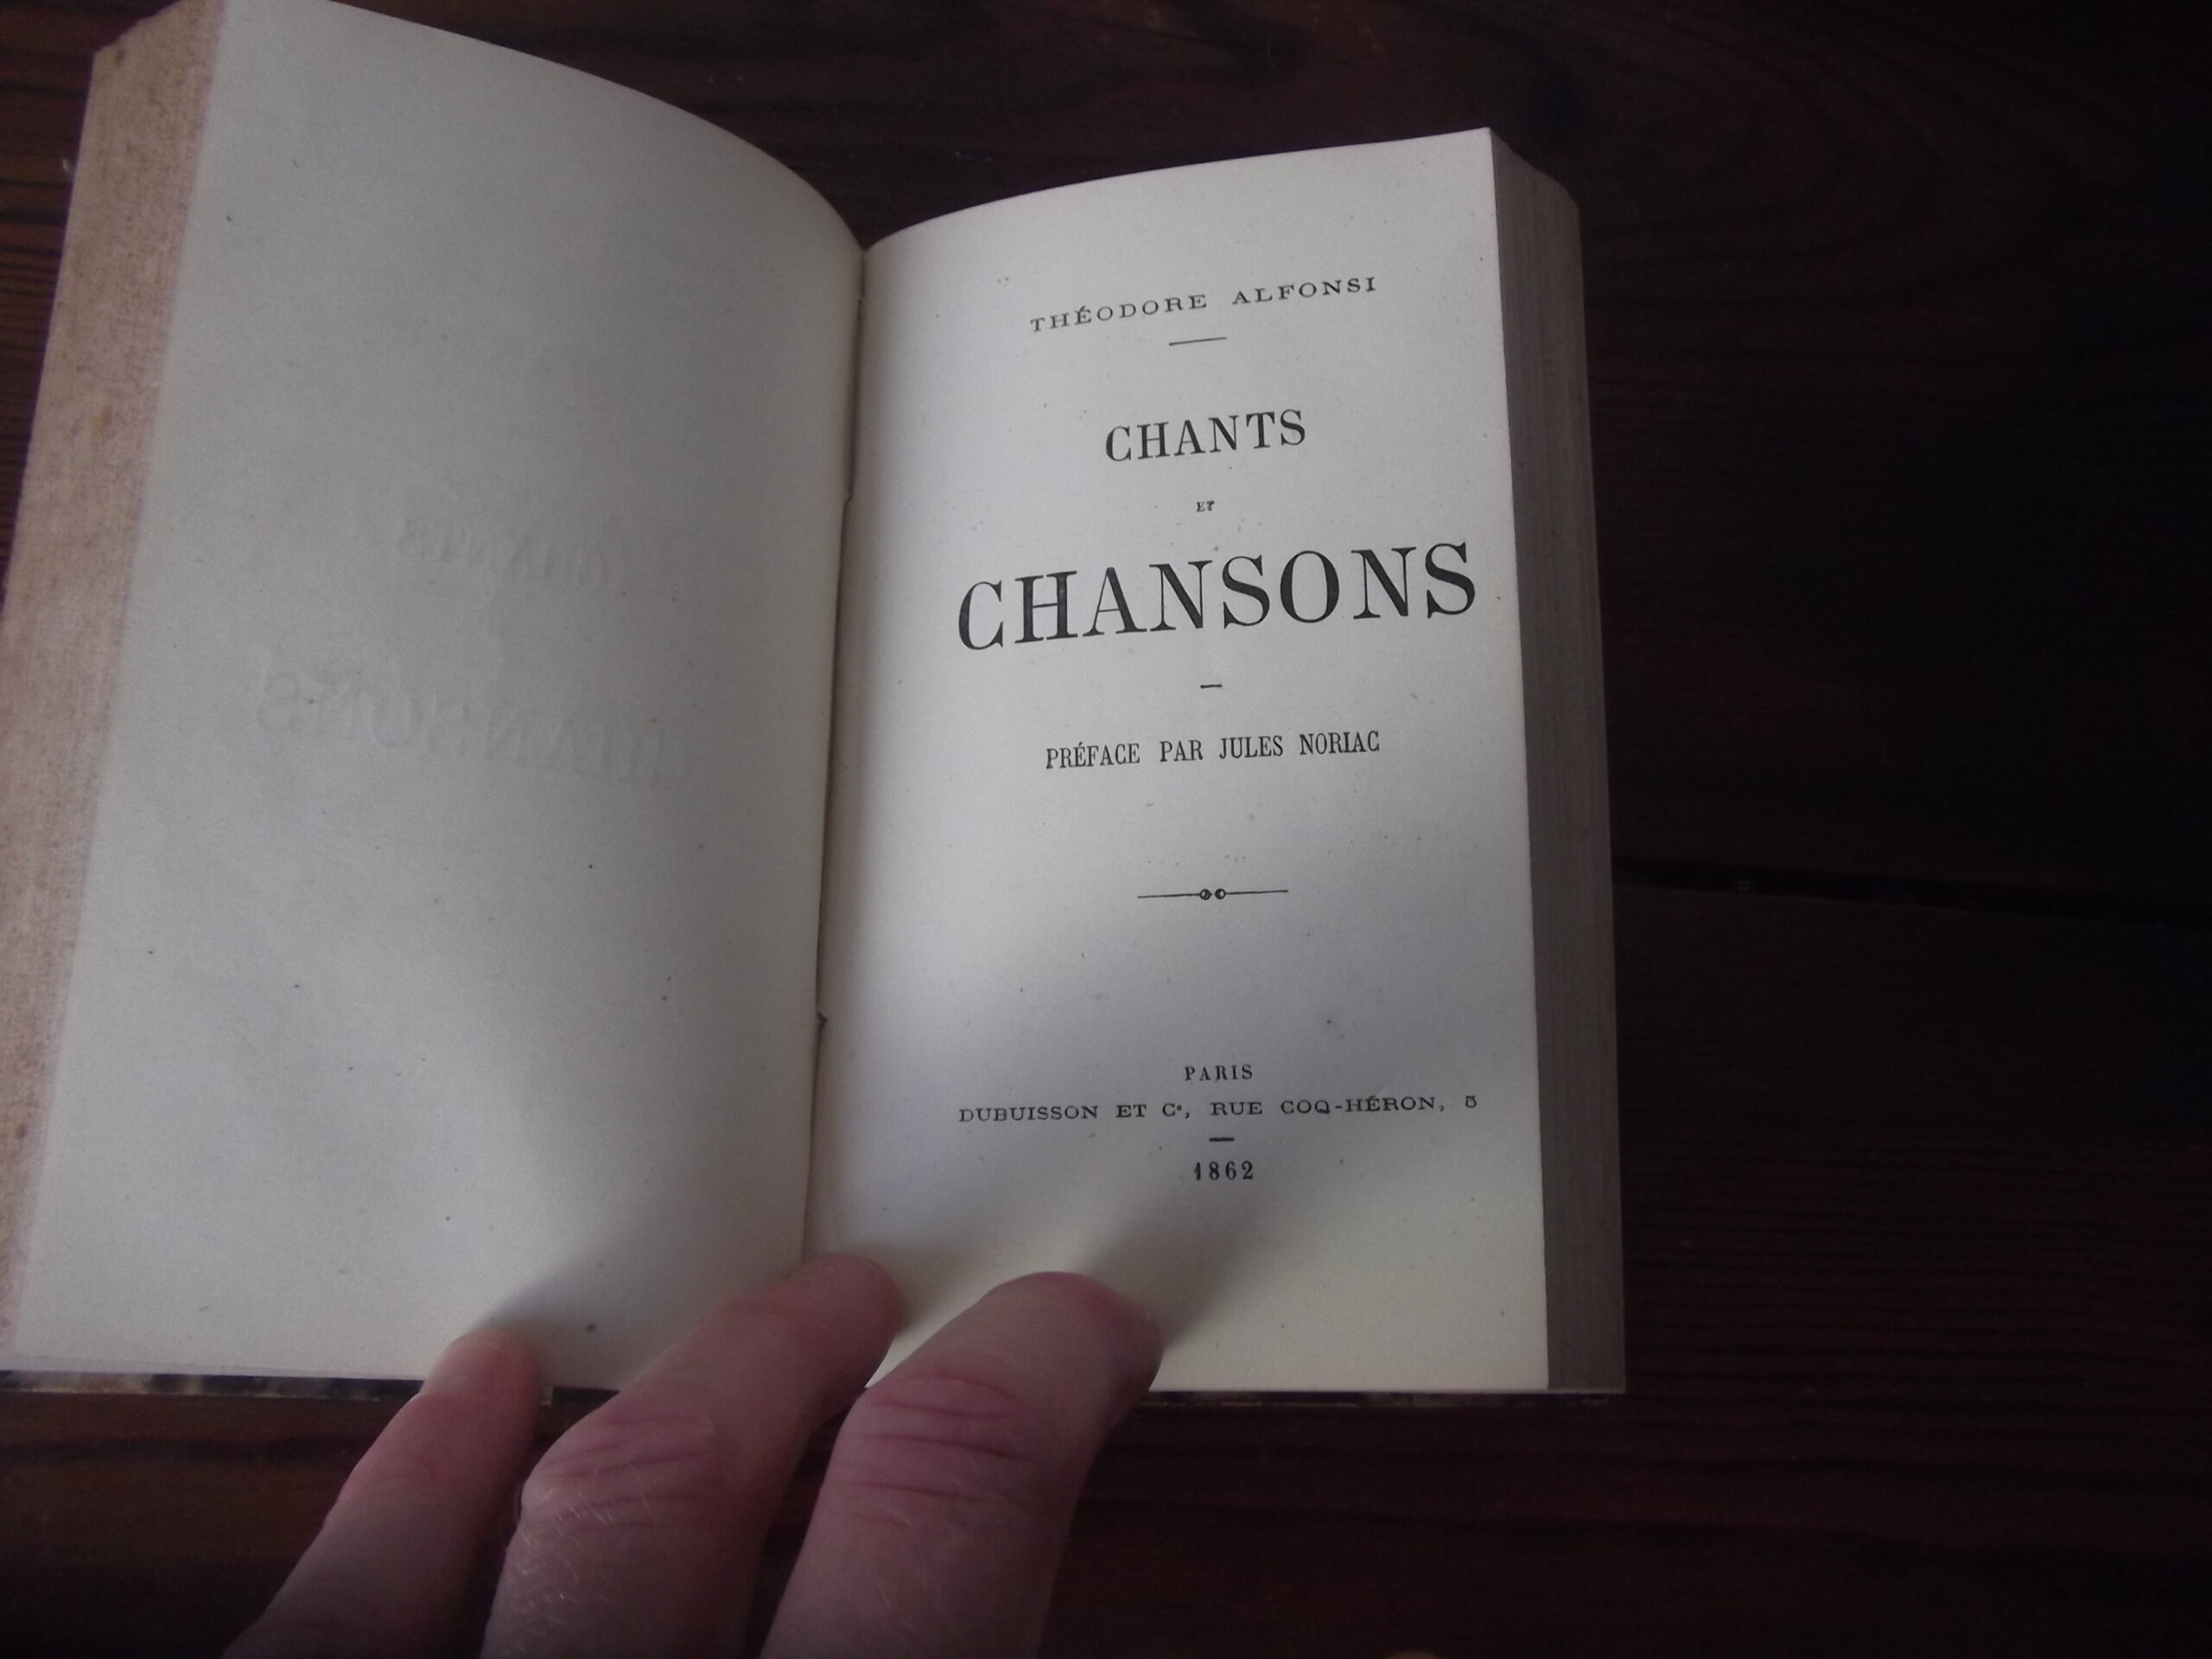 THÉODORE ALFONSI
CHANTS
ET
CHANSONS
PRÉFACE PAR JULES NORIAC
PARIS
DUBUISSON ET Cᵉ, RUE COQ-HÉRON, 5
1862